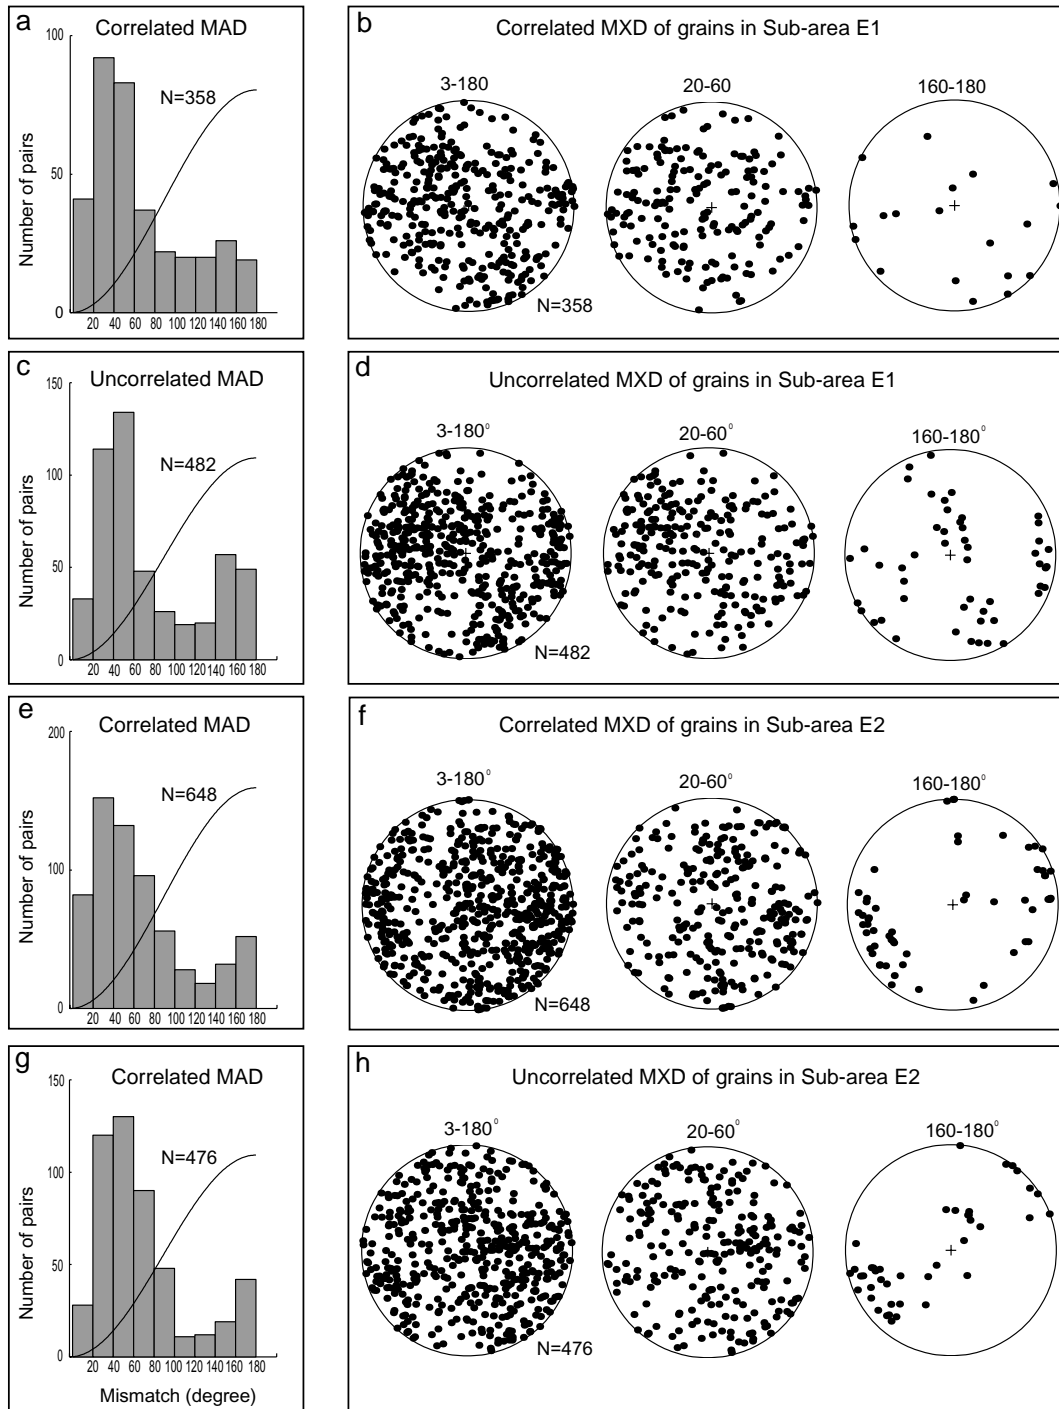 a
Correlated MAD
100
50
0
Number of pairs
N=358
20 40 60 80 100 120 140 160 180
b
Correlated MXD of grains in Sub-area E1
3-180
20-60
160-180
N=358
c
Uncorrelated MAD
150
100
50
0
Number of pairs
N=482
20 40 60 80 100 120 140 160 180
d
Uncorrelated MXD of grains in Sub-area E1
3-180°
20-60°
160-180°
N=482
e
Correlated MAD
200
100
0
Number of pairs
N=648
20 40 60 80 100 120 140 160 180
f
Correlated MXD of grains in Sub-area E2
3-180°
20-60°
160-180°
N=648
g
Correlated MAD
150
100
50
0
Number of pairs
N=476
20 40 60 80 100 120 140 160 180
Mismatch (degree)
h
Uncorrelated MXD of grains in Sub-area E2
3-180°
20-60°
160-180°
N=476